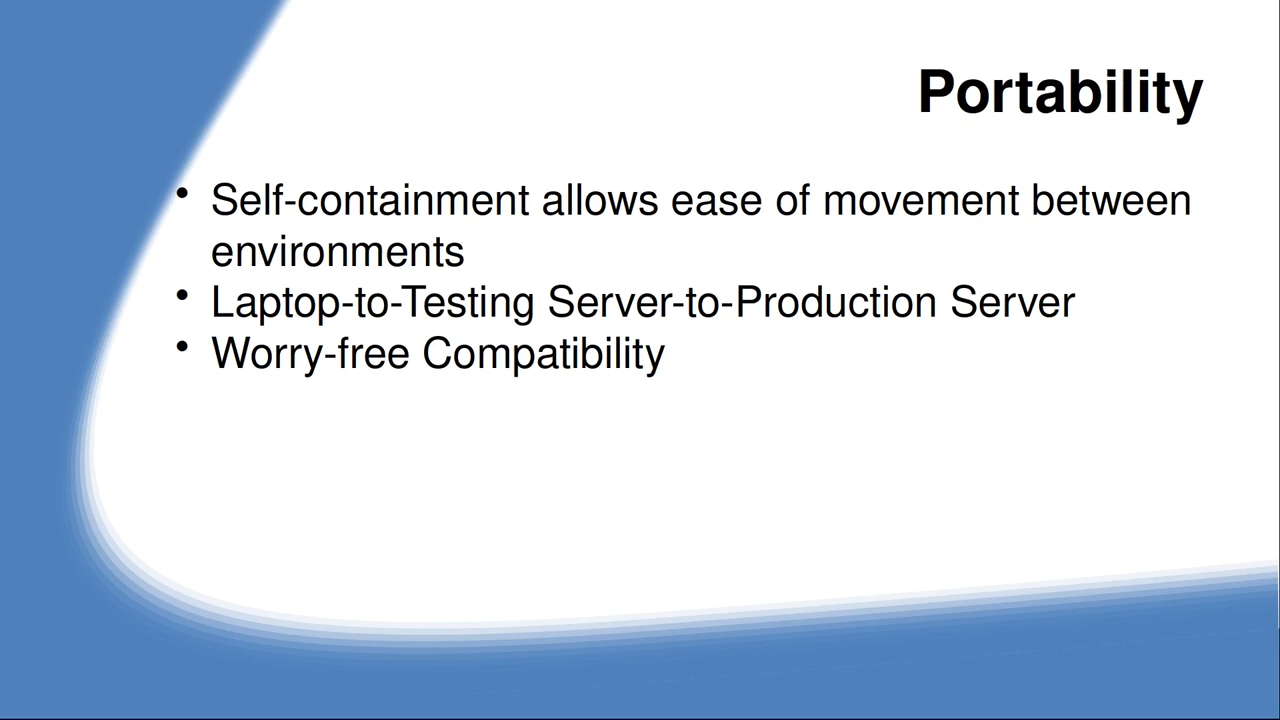 Portability
• Self-containment allows ease of movement between
environments
• Laptop-to-Testing Server-to-Production Server
• Worry-free Compatibility